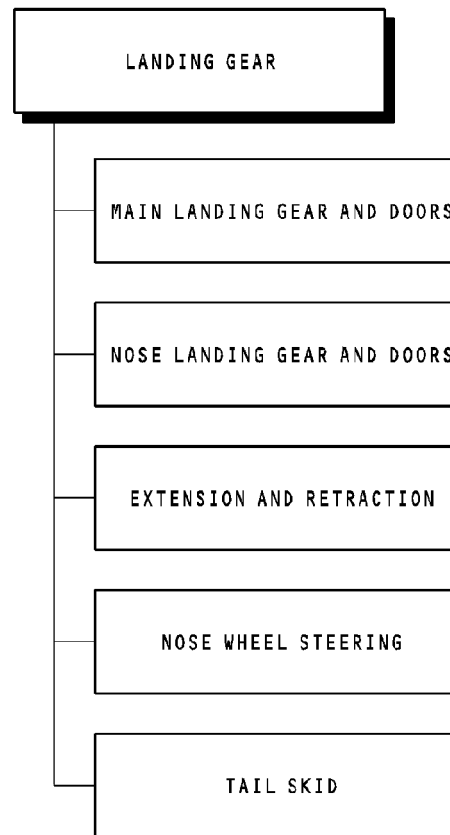 LANDING GEAR
MAIN LANDING GEAR AND DOORS
NOSE LANDING GEAR AND DOORS
EXTENSION AND RETRACTION
NOSE WHEEL STEERING
TAIL SKID